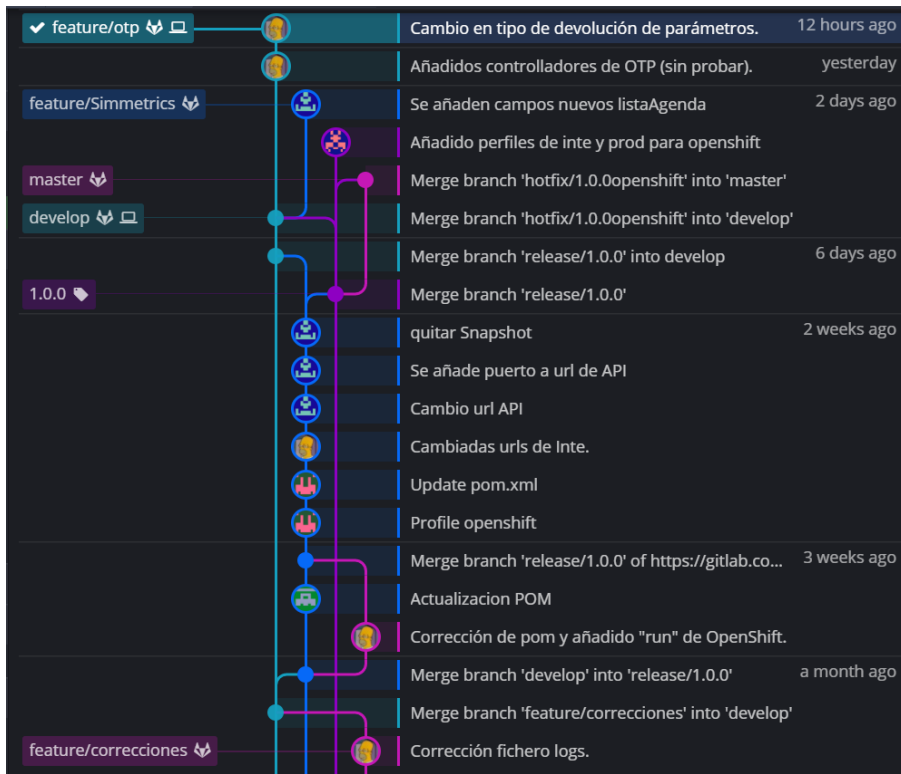 feature/otp Cambio en tipo de devolución de parámetros. 12 hours ago
Añadidos controladores de OTP (sin probar). yesterday
feature/Simmetrics Se añaden campos nuevos listaAgenda 2 days ago
Añadido perfiles de inte y prod para openshift
master Merge branch 'hotfix/1.0.0openshift' into 'master'
develop Merge branch 'hotfix/1.0.0openshift' into 'develop'
Merge branch 'release/1.0.0' into develop 6 days ago
1.0.0 Merge branch 'release/1.0.0'
quitar Snapshot 2 weeks ago
Se añade puerto a url de API
Cambio url API
Cambiadas urls de Inte.
Update pom.xml
Profile openshift
Merge branch 'release/1.0.0' of https://gitlab.co... 3 weeks ago
Actualizacion POM
Corrección de pom y añadido "run" de OpenShift.
Merge branch 'develop' into 'release/1.0.0' a month ago
Merge branch 'feature/correcciones' into 'develop'
feature/correcciones Corrección fichero logs.